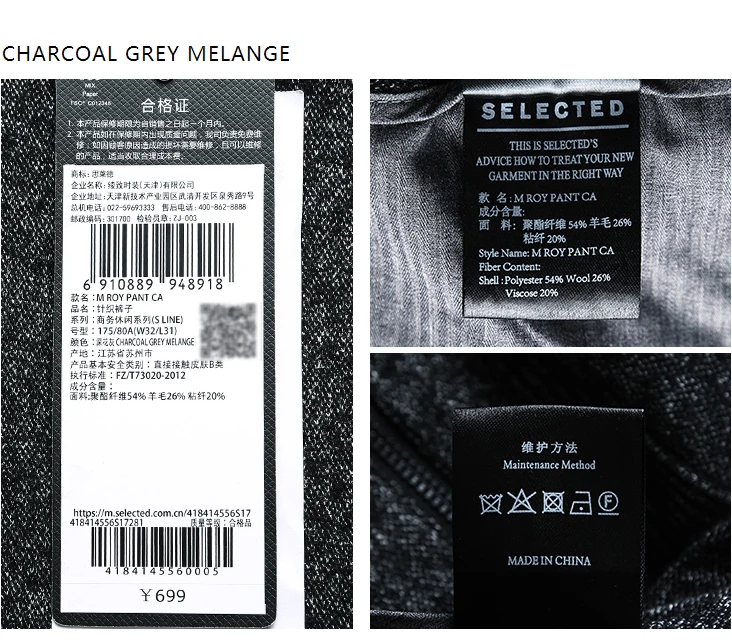 CHARCOAL GREY MELANGE
MIX
Paper
FSC® C012345
合格证
1. 本产品保修期限为自销售之日起一个月内。
2. 本产品如在保修期内出现质量问题，我司负责免费维
修；如因顾客原因造成的损坏需要维修，且可以维修
的产品，适当收取合理成本费。
商标: 思莱德
企业名称: 绫致时装(天津)有限公司
企业地址: 天津新技术产业园区武清开发区泉秀路9号
总机电话: 022-59693333 售后电话: 400-862-8888
邮政编码: 301700 检验员章: ZJ-003
6 910889 948918
款名：M ROY PANT CA
品名：针织裤子
系列：商务休闲系列(S LINE)
号型：175/80A(W32/L31)
颜色：深花灰 CHARCOAL GREY MELANGE
产地：江苏省苏州市
产品基本安全类别：直接接触皮肤B类
执行标准：FZ/T73020-2012
成分含量：
面料:聚酯纤维54% 羊毛26% 粘纤20%
https://m.selected.com.cn/418414556S17
418414556S17281 质量等级：合格品
4184145560005
￥699
SELECTED
THIS IS SELECTED'S
ADVICE HOW TO TREAT YOUR NEW
GARMENT IN THE RIGHT WAY
款 名: M ROY PANT CA
成分含量:
面 料: 聚酯纤维 54% 羊毛 26%
粘纤 20%
Style Name: M ROY PANT CA
Fiber Content:
Shell : Polyester 54% Wool 26%
Viscose 20%
维护方法
Maintenance Method
P
MADE IN CHINA